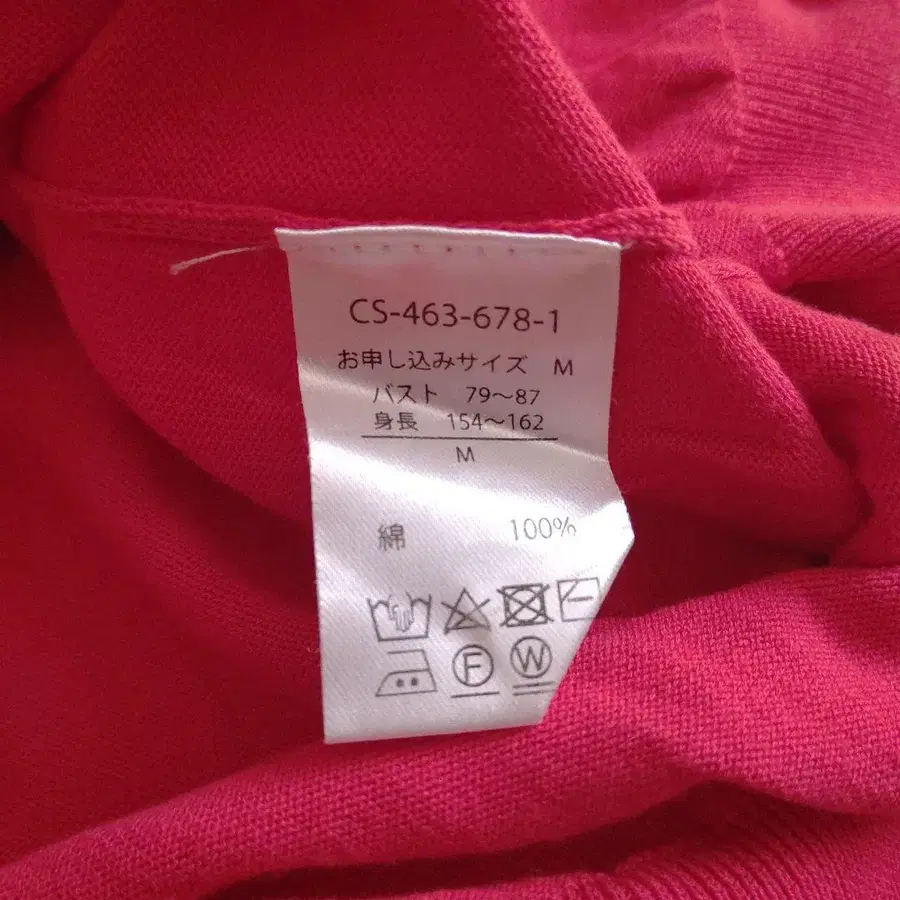 CS-463-678-1
お申し込みサイズ M
バスト 79～87
身長 154～162
M
綿 100%
F W